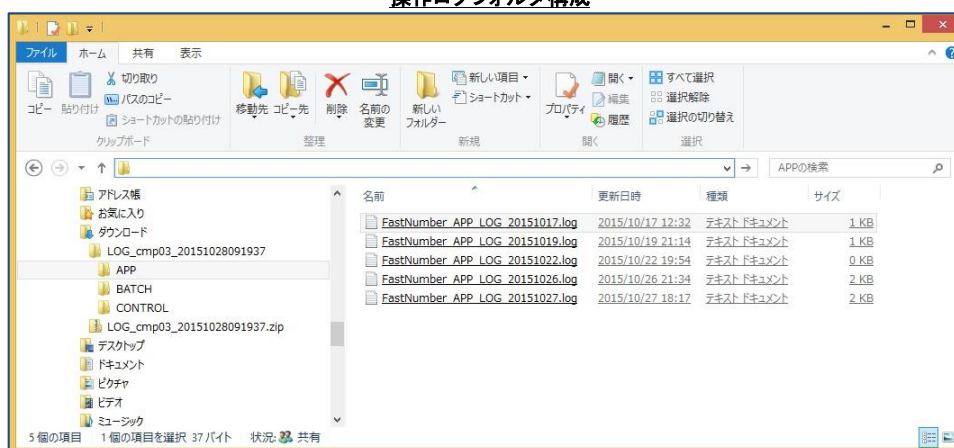 操作ログフォルダ構成
ファイル ホーム 共有 表示
コピー 貼り付け 切り取り パスのコピー ショートカットの貼り付け
移動先 コピー先 削除 名前の変更
新しいフォルダー 新しい項目 ショートカット
プロパティ 開く 編集 履歴
すべて選択 選択解除 選択の切り替え
クリップボード 整理 新規 開く 選択
APPの検索
アドレス帳
お気に入り
ダウンロード
LOG_cmp03_20151028091937
APP
BATCH
CONTROL
LOG_cmp03_20151028091937.zip
デスクトップ
ドキュメント
ピクチャ
ビデオ
ミュージック
名前 更新日時 種類 サイズ
FastNumber_APP_LOG_20151017.log 2015/10/17 12:32 テキスト ドキュメント 1 KB
FastNumber_APP_LOG_20151019.log 2015/10/19 21:14 テキスト ドキュメント 1 KB
FastNumber_APP_LOG_20151022.log 2015/10/22 19:54 テキスト ドキュメント 0 KB
FastNumber_APP_LOG_20151026.log 2015/10/26 21:34 テキスト ドキュメント 2 KB
FastNumber_APP_LOG_20151027.log 2015/10/27 18:17 テキスト ドキュメント 2 KB
5 個の項目 1 個の項目を選択 37 バイト 状況: 共有